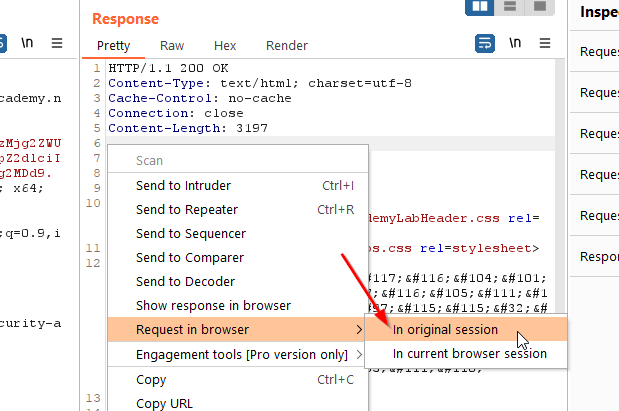 Response
Inspec
Pretty Raw Hex Render
\n
\n
1 HTTP/1.1 200 OK
2 Content-Type: text/html; charset=utf-8
3 Cache-Control: no-cache
4 Connection: close
5 Content-Length: 3197
6
7
8
9
10
11
12
13
14
cademy.n
zMjg2ZWU
pZ2dlciI
g2MDd9.
; x64;
;q=0.9,i
curity-a
demyLabHeader.css rel=
bs.css rel=stylesheet>
#117;&#116;&#104;&#101;
;&#116;&#105;&#111;&#1
97;&#115;&#115;&#32;&#
Scan
Send to Intruder Ctrl+I
Send to Repeater Ctrl+R
Send to Sequencer
Send to Comparer
Send to Decoder
Show response in browser
Request in browser >
Engagement tools [Pro version only] >
Copy Ctrl+C
Copy URL
In original session
In current browser session
Reques
Reques
Reques
Reques
Reques
Respon